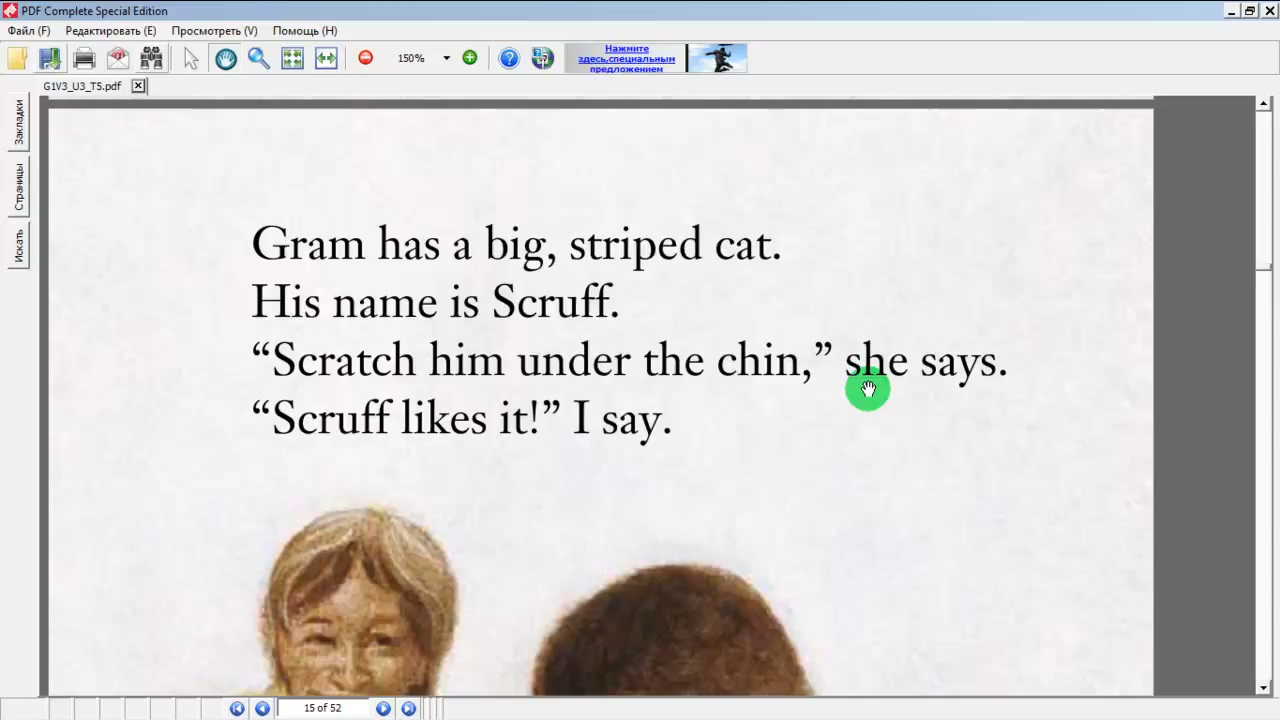 PDF Complete Special Edition
Файл (F) Редактировать (E) Просмотреть (V) Помощь (H)
150%
Нажмите
здесь,специальным
предложением
G1V3_U3_T5.pdf
Закладки
Страницы
Искать
Gram has a big, striped cat.
His name is Scruff.
“Scratch him under the chin,” she says.
“Scruff likes it!” I say.
15 of 52